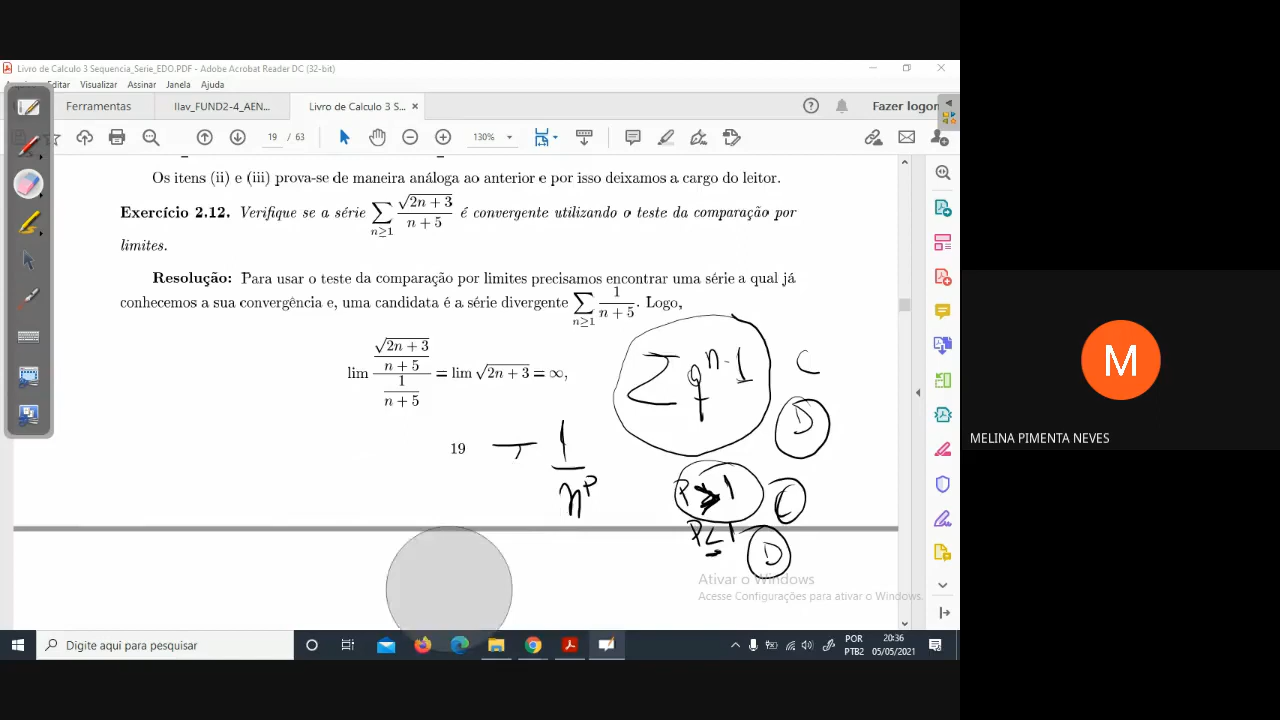 Livro de Calculo 3 Sequencia_Serie_EDO.PDF - Adobe Acrobat Reader DC (32-bit)
Editar Visualizar Assinar Janela Ajuda
Ferramentas
IIav_FUND2-4_AEN...
Livro de Calculo 3 S... ×
Fazer logon
19 / 63
130%
Os itens (ii) e (iii) prova-se de maneira análoga ao anterior e por isso deixamos a cargo do leitor.
Exercício 2.12. Verifique se a série ∑_{n≥1} √(2n + 3)/(n + 5) é convergente utilizando o teste da comparação por
limites.
Resolução: Para usar o teste da comparação por limites precisamos encontrar uma série a qual já
conhecemos a sua convergência e, uma candidata é a série divergente ∑_{n≥1} 1/(n + 5). Logo,
lim (√(2n + 3)/(n + 5))/(1/(n + 5)) = lim √(2n + 3) = ∞,
∑ q^{n-1} C
D
19
1/n^p
P > 1 C
P ≤ 1 D
M
MELINA PIMENTA NEVES
Ativar o Windows
Acesse Configurações para ativar o Windows.
Digite aqui para pesquisar
POR
PTB2
20:36
05/05/2021